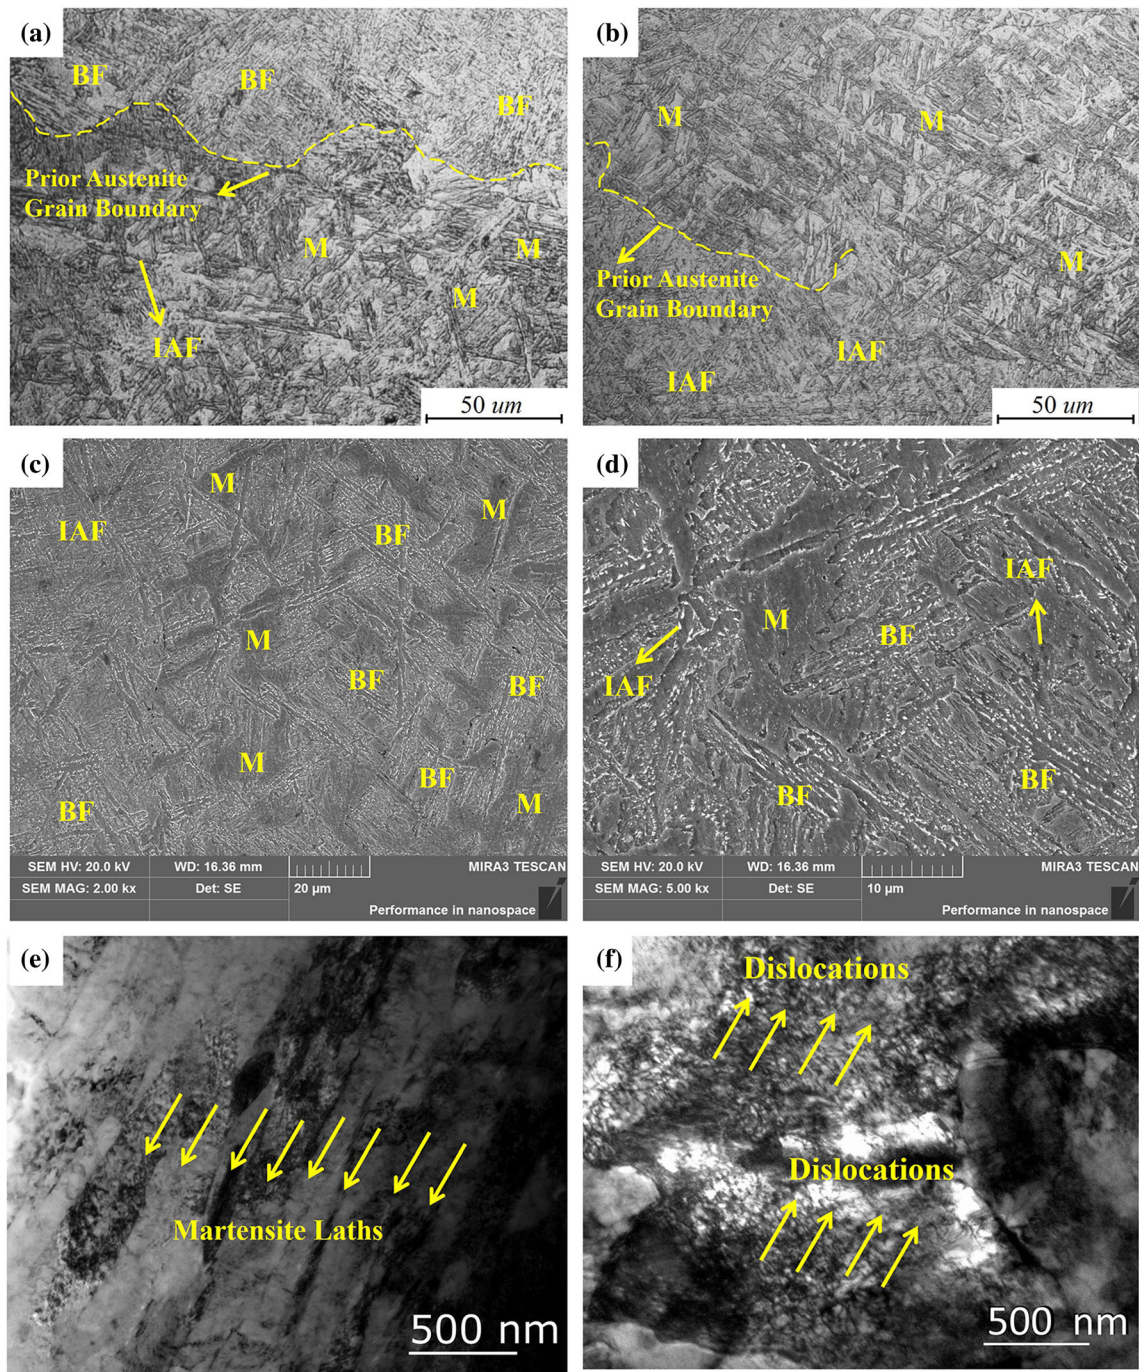 (a)
BF
BF
BF
Prior Austenite
Grain Boundary
M
M
M
IAF
50 um
(b)
M
M
M
Prior Austenite
Grain Boundary
IAF
IAF
50 um
(c)
M
M
IAF
BF
M
BF
BF
M
BF
BF
M
SEM HV: 20.0 kV
WD: 16.36 mm
MIRA3 TESCAN
SEM MAG: 2.00 kx
Det: SE
20 µm
Performance in nanospace
(d)
IAF
M
BF
IAF
BF
BF
SEM HV: 20.0 kV
WD: 16.36 mm
MIRA3 TESCAN
SEM MAG: 5.00 kx
Det: SE
10 µm
Performance in nanospace
(e)
Martensite Laths
500 nm
(f)
Dislocations
Dislocations
500 nm